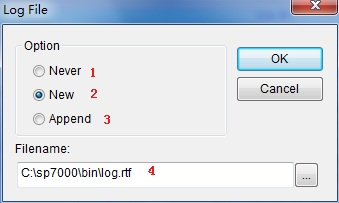 Log File
Option
Never 1
OK
New 2
Cancel
Append 3
Filename:
C:\sp7000\bin\log.rtf 4
...